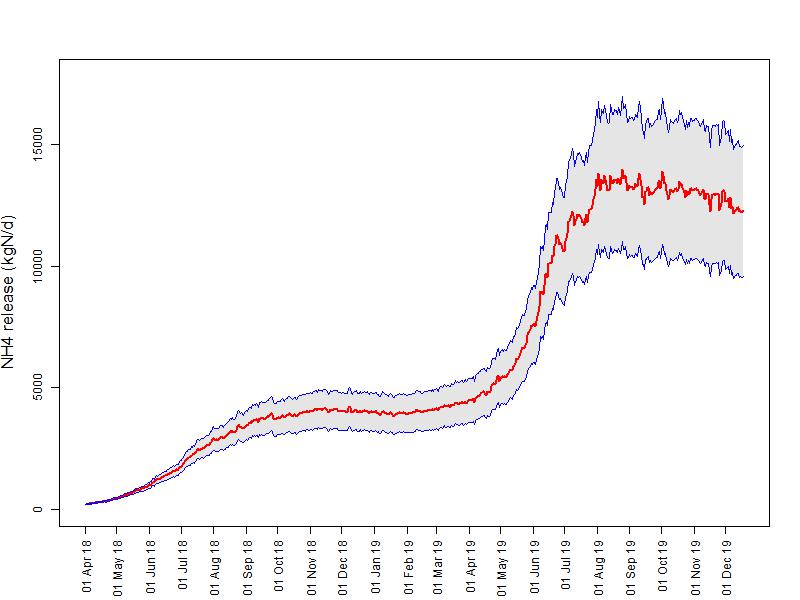 NH4 release (kgN/d)
15000
10000
5000
0
01 Apr 18
01 May 18
01 Jun 18
01 Jul 18
01 Aug 18
01 Sep 18
01 Oct 18
01 Nov 18
01 Dec 18
01 Jan 19
01 Feb 19
01 Mar 19
01 Apr 19
01 May 19
01 Jun 19
01 Jul 19
01 Aug 19
01 Sep 19
01 Oct 19
01 Nov 19
01 Dec 19